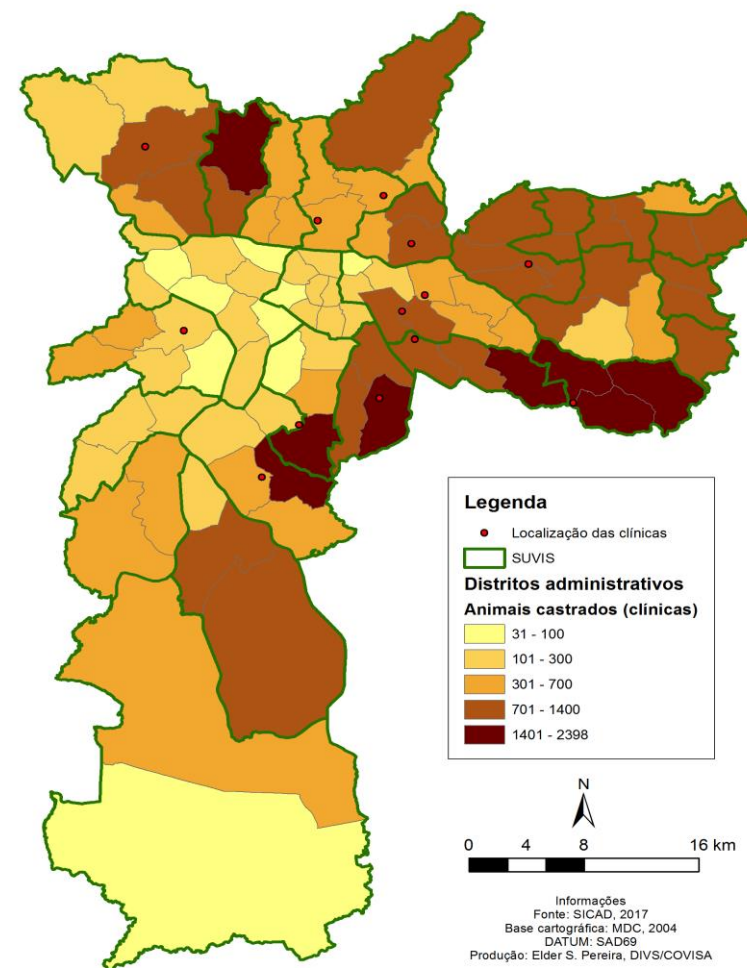 Legenda
Localização das clínicas
SUVIS
Distritos administrativos
Animais castrados (clínicas)
31 - 100
101 - 300
301 - 700
701 - 1400
1401 - 2398
N
0 4 8 16 km
Informações
Fonte: SICAD, 2017
Base cartográfica: MDC, 2004
DATUM: SAD69
Produção: Elder S. Pereira, DIVS/COVISA